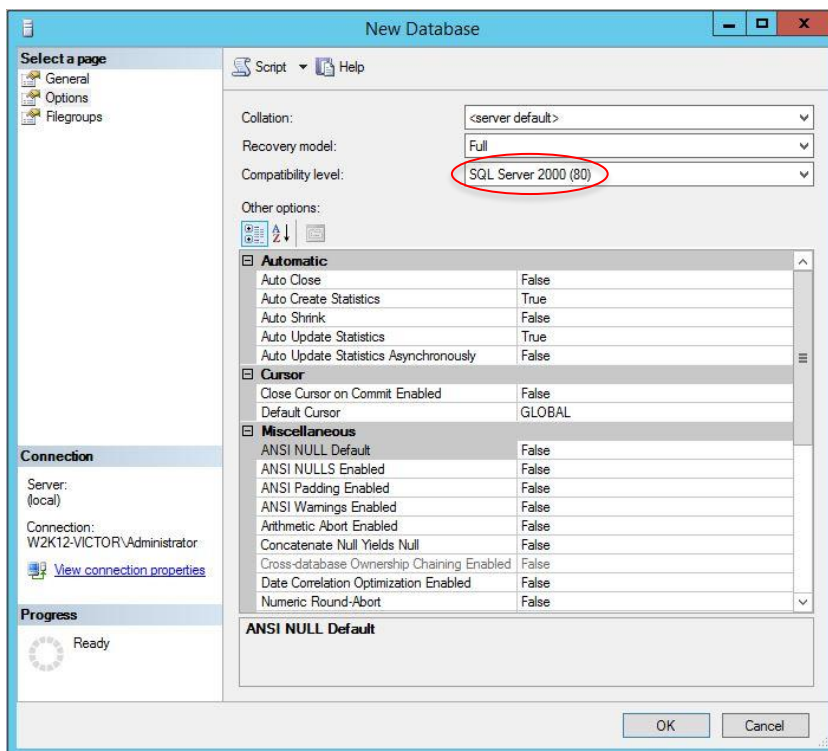 New Database
Select a page
General
Options
Filegroups
Script Help
Collation: <server default>
Recovery model: Full
Compatibility level: SQL Server 2000 (80)
Other options:
Automatic
Auto Close False
Auto Create Statistics True
Auto Shrink False
Auto Update Statistics True
Auto Update Statistics Asynchronously False
Cursor
Close Cursor on Commit Enabled False
Default Cursor GLOBAL
Miscellaneous
ANSI NULL Default False
ANSI NULLS Enabled False
ANSI Padding Enabled False
ANSI Warnings Enabled False
Arithmetic Abort Enabled False
Concatenate Null Yields Null False
Cross-database Ownership Chaining Enabled False
Date Correlation Optimization Enabled False
Numeric Round-Abort False
ANSI NULL Default
Connection
Server:
(local)
Connection:
W2K12-VICTOR\Administrator
View connection properties
Progress
Ready
OK Cancel